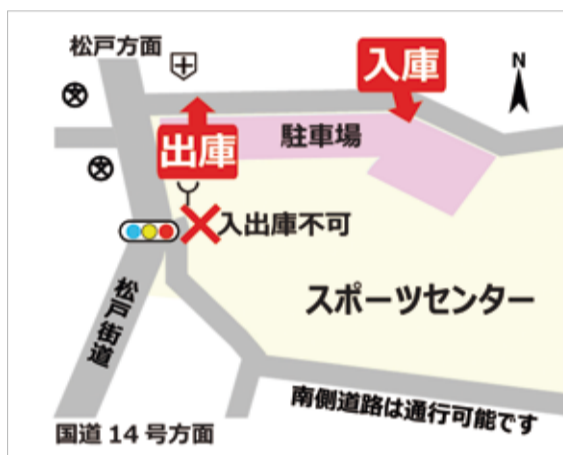 松戸方面
入庫
N
駐車場
出庫
入出庫不可
スポーツセンター
松戸街道
南側道路は通行可能です
国道14号方面